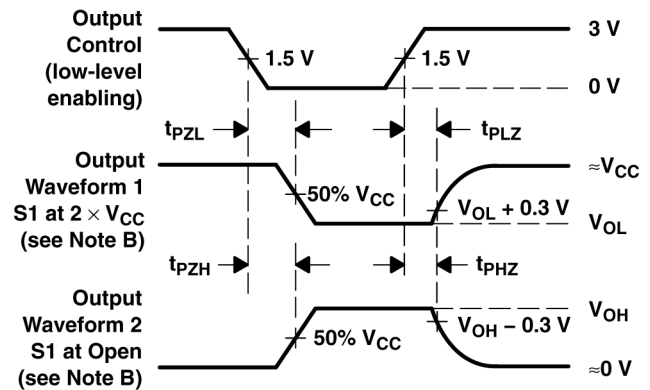 Output
Control
(low-level
enabling)
1.5 V
1.5 V
3 V
0 V
tPZL
tPLZ
Output
Waveform 1
S1 at 2 × VCC
(see Note B)
50% VCC
VOL + 0.3 V
≈VCC
VOL
tPZH
tPHZ
Output
Waveform 2
S1 at Open
(see Note B)
50% VCC
VOH − 0.3 V
VOH
≈0 V